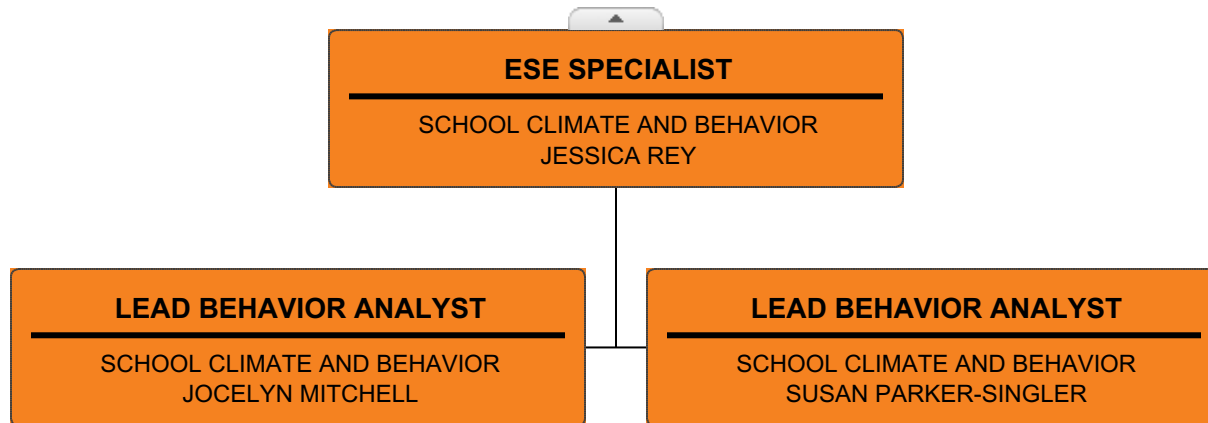 ESE SPECIALIST
SCHOOL CLIMATE AND BEHAVIOR
JESSICA REY
LEAD BEHAVIOR ANALYST
SCHOOL CLIMATE AND BEHAVIOR
JOCELYN MITCHELL
LEAD BEHAVIOR ANALYST
SCHOOL CLIMATE AND BEHAVIOR
SUSAN PARKER-SINGLER